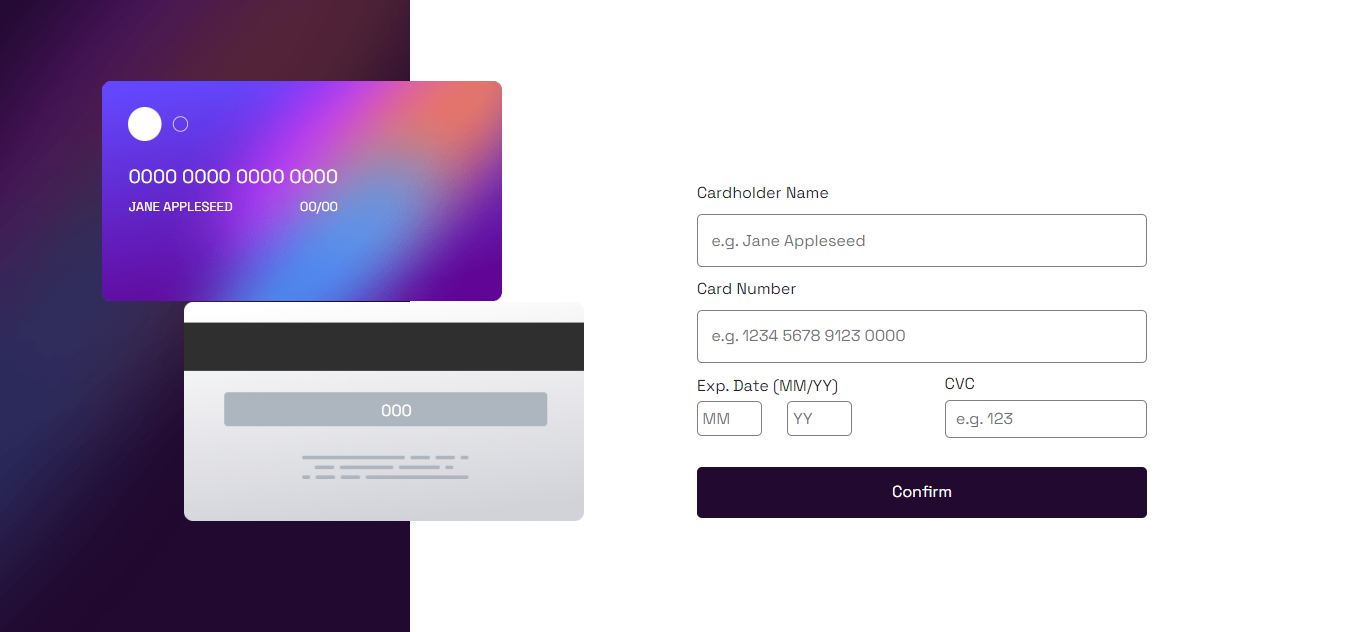 0000 0000 0000 0000
JANE APPLESEED 00/00
000
Cardholder Name
e.g. Jane Appleseed
Card Number
e.g. 1234 5678 9123 0000
Exp. Date (MM/YY) CVC
MM YY e.g. 123
Confirm